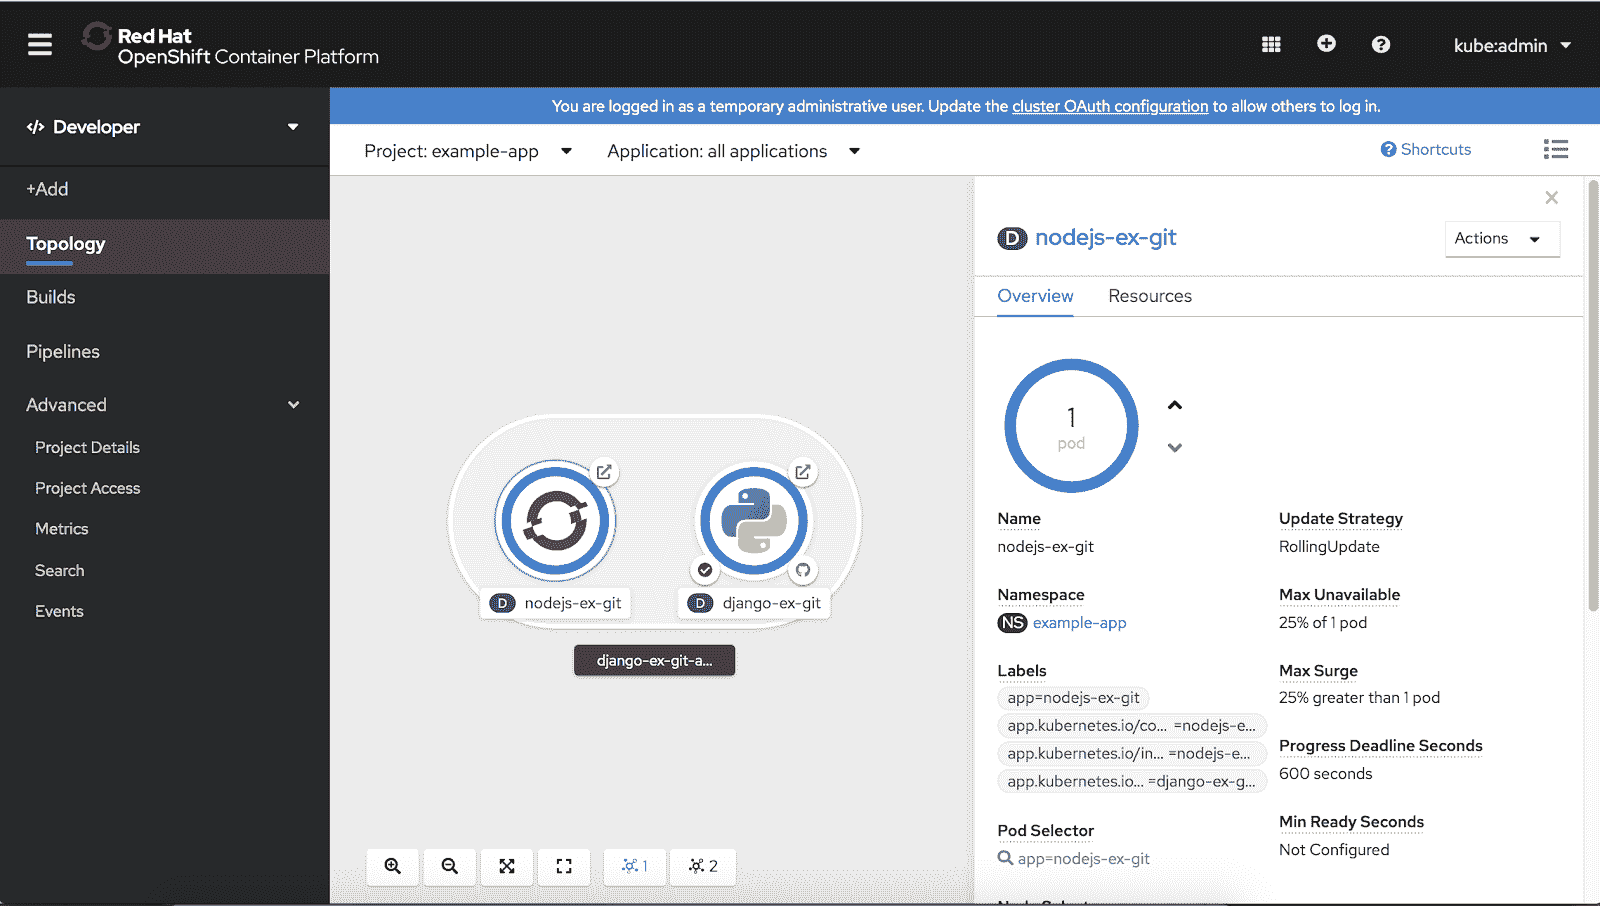 Red Hat
OpenShift Container Platform
kube:admin
Developer
You are logged in as a temporary administrative user. Update the cluster OAuth configuration to allow others to log in.
Project: example-app
Application: all applications
Shortcuts
+Add
Topology
Builds
Pipelines
Advanced
Project Details
Project Access
Metrics
Search
Events
nodejs-ex-git
django-ex-git
D
D
django-ex-git-a...
1
2
D
nodejs-ex-git
Actions
Overview
Resources
1
pod
Name
nodejs-ex-git
Namespace
NS example-app
Labels
app=nodejs-ex-git
app.kubernetes.io/co... =nodejs-e...
app.kubernetes.io/in... =nodejs-e...
app.kubernetes.io... =django-ex-g...
Pod Selector
app=nodejs-ex-git
Update Strategy
RollingUpdate
Max Unavailable
25% of 1 pod
Max Surge
25% greater than 1 pod
Progress Deadline Seconds
600 seconds
Min Ready Seconds
Not Configured